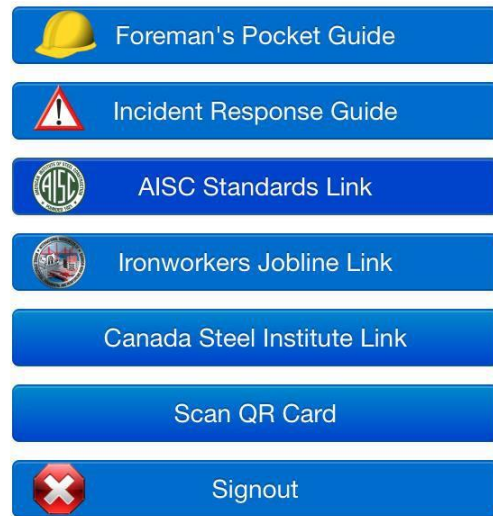 Foreman's Pocket Guide
Incident Response Guide
AISC
AISC Standards Link
Ironworkers Jobline Link
Canada Steel Institute Link
Scan QR Card
Signout